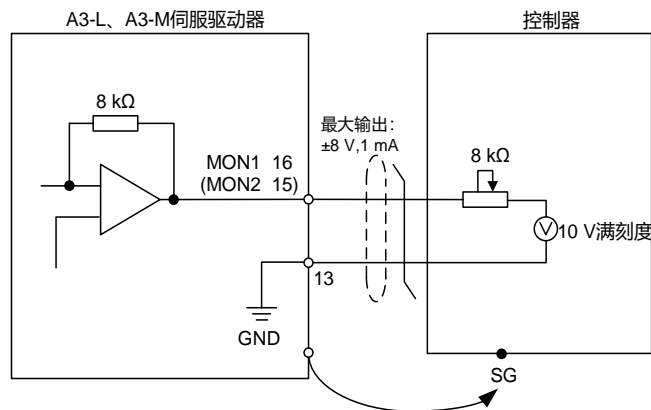 A3-L、A3-M伺服驱动器
控制器
8 kΩ
最大输出：
±8 V,1 mA
MON1 16
(MON2 15)
8 kΩ
10 V满刻度
V
13
GND
SG